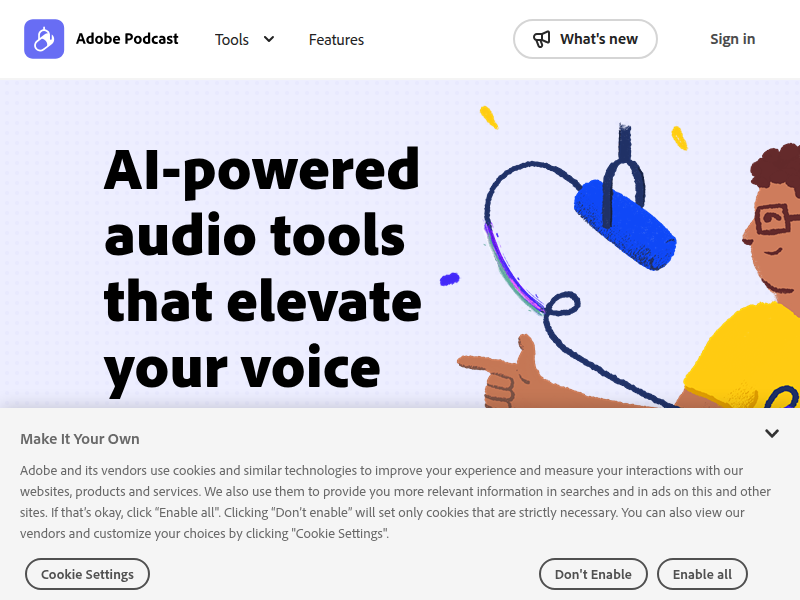 Adobe Podcast
Tools
Features
What's new
Sign in
AI-powered
audio tools
that elevate
your voice
Make It Your Own
Adobe and its vendors use cookies and similar technologies to improve your experience and measure your interactions with our
websites, products and services. We also use them to provide you more relevant information in searches and in ads on this and other
sites. If that’s okay, click “Enable all”. Clicking “Don’t enable” will set only cookies that are strictly necessary. You can also view our
vendors and customize your choices by clicking "Cookie Settings".
Cookie Settings
Don't Enable
Enable all